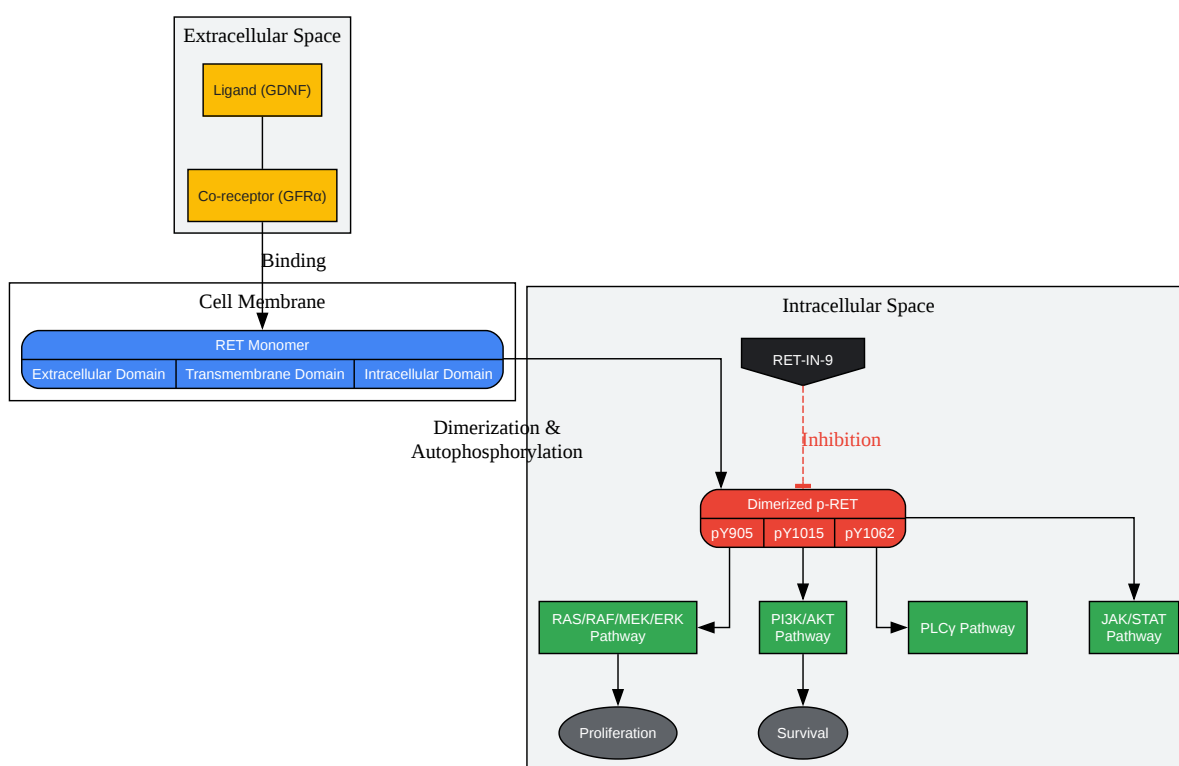 Extracellular Space
Ligand (GDNF)
Co-receptor (GFRα)
Binding
Cell Membrane
RET Monomer
Extracellular Domain
Transmembrane Domain
Intracellular Domain
Dimerization &
Autophosphorylation
Intracellular Space
RET-IN-9
Inhibition
Dimerized p-RET
pY905
pY1015
pY1062
RAS/RAF/MEK/ERK
Pathway
PI3K/AKT
Pathway
PLCγ Pathway
JAK/STAT
Pathway
Proliferation
Survival